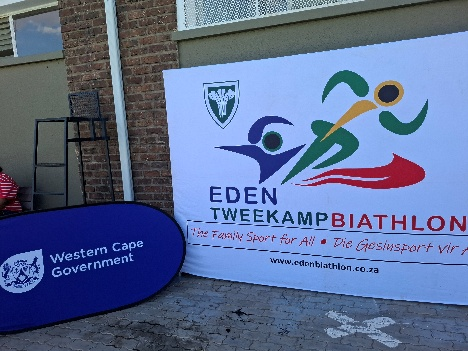 EDEN
TWEEKAMPBIATHLON
The Family Sport for All • Die Gesinsport vir A
www.edenbiathlon.co.za
Western Cape
Government